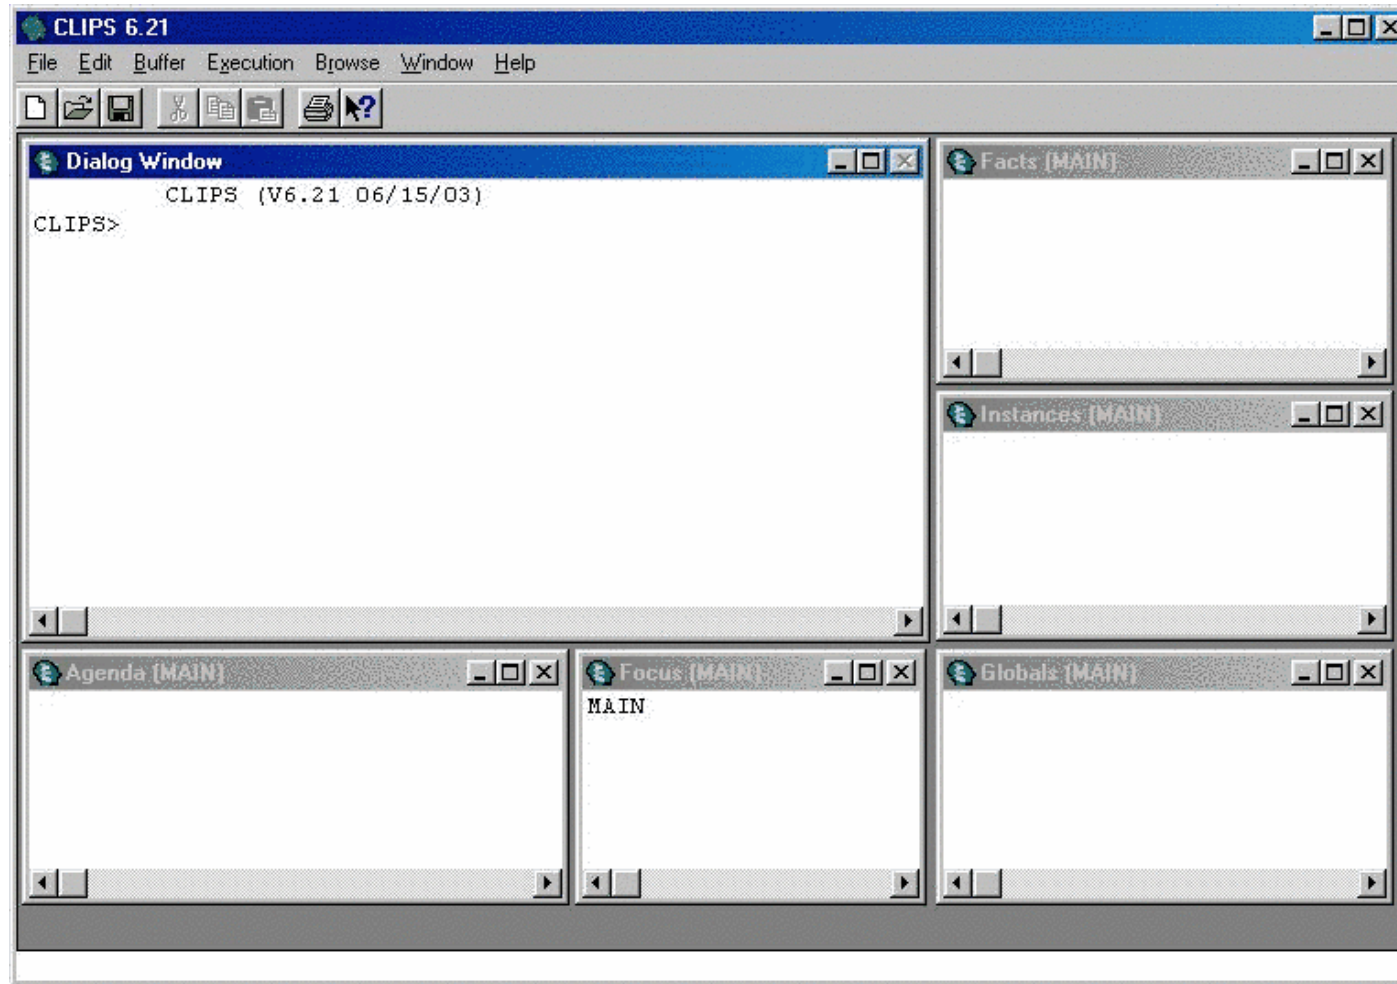 CLIPS 6.21
File Edit Buffer Execution Browse Window Help
Dialog Window
CLIPS (V6.21 06/15/03)
CLIPS>
Facts (MAIN)
Instances (MAIN)
Agenda (MAIN)
Focus (MAIN)
MAIN
Globals (MAIN)